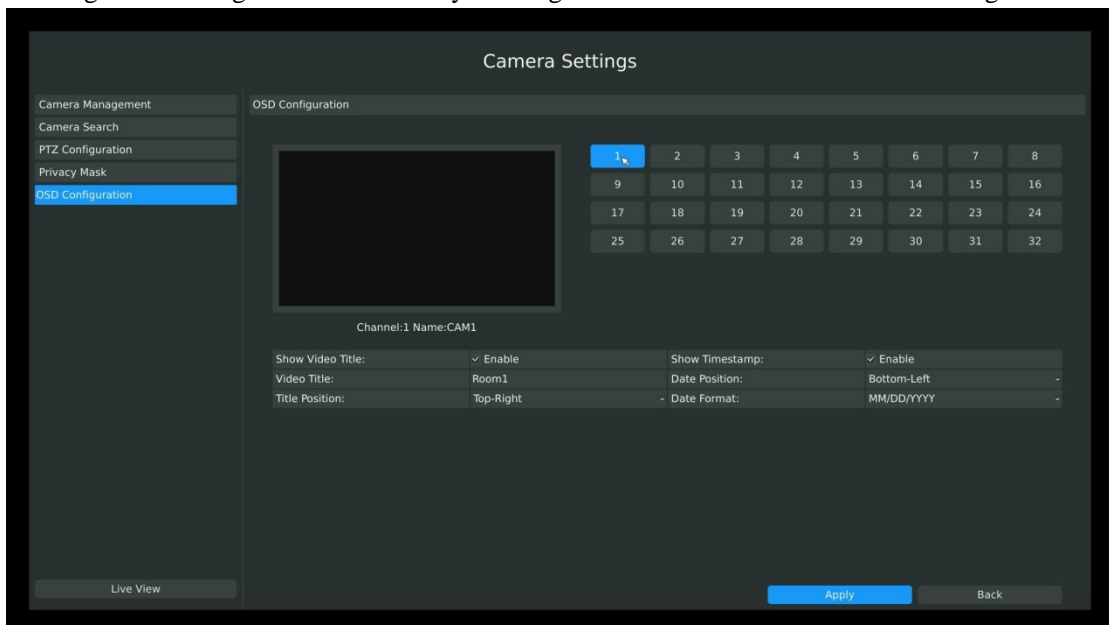 Camera Settings
Camera Management
Camera Search
PTZ Configuration
Privacy Mask
OSD Configuration
OSD Configuration
1 2 3 4 5 6 7 8
9 10 11 12 13 14 15 16
17 18 19 20 21 22 23 24
25 26 27 28 29 30 31 32
Channel:1 Name:CAM1
Show Video Title: Enable Show Timestamp: Enable
Video Title: Room1 Date Position: Bottom-Left
Title Position: Top-Right Date Format: MM/DD/YYYY
Live View
Apply Back